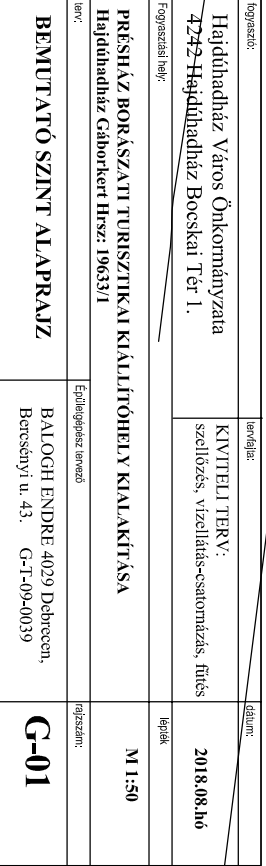 fogyasztó:
Hajdúhadház Város Önkormányzata
4242 Hajdúhadház Bocskai Tér 1.
tervfajta:
KIVITELI TERV:
szellőzés, vízellátás-csatornázás, fűtés
dátum:
2018.08.hó
Fogyasztási hely:
PRÉSHÁZ BORÁSZATI TURISZTIKAI KIÁLLÍTÓHELY KIALAKÍTÁSA
Hajdúhadház Gáborkert Hrsz: 19633/1
lépték
M 1:50
terv:
BEMUTATÓ SZINT ALAPRAJZ
Épületgépész tervező
BALOGH ENDRE 4029 Debrecen,
Bercsényi u. 43. G-T-09-0039
rajzszám:
G-01